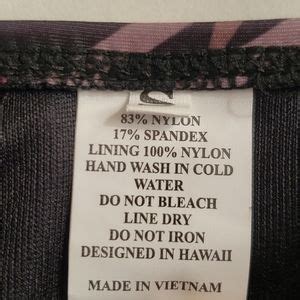 83% NYLON
17% SPANDEX
LINING 100% NYLON
HAND WASH IN COLD
WATER
DO NOT BLEACH
LINE DRY
DO NOT IRON
DESIGNED IN HAWAII
MADE IN VIETNAM